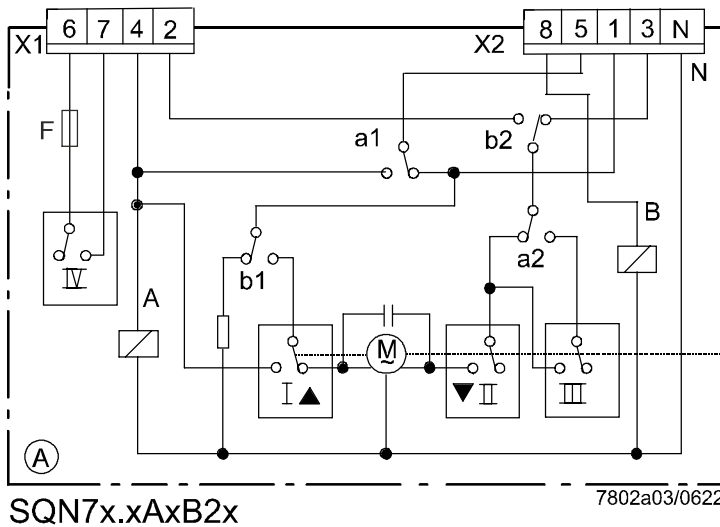 6 7 4 2
8 5 1 3 N
X1
X2
N
F
a1
b2
B
a2
IV
b1
A
M
~
I ▲
▼ II
III
A
SQN7x.xAxB2x
7802a03/0622